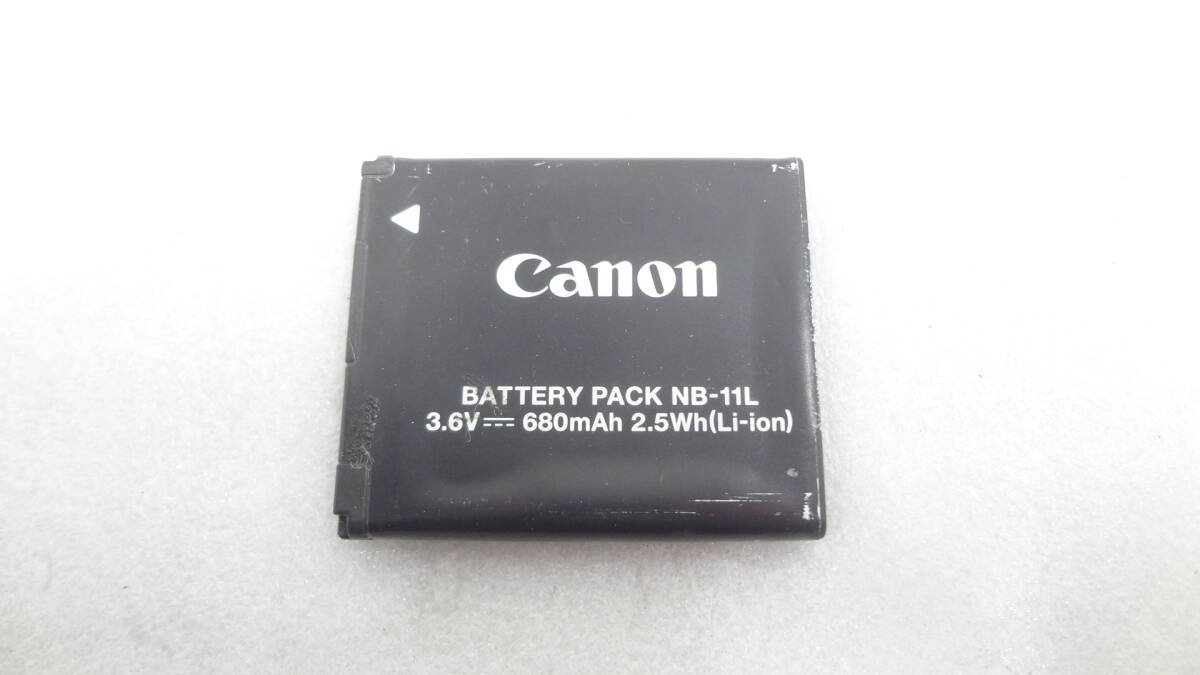 Canon
BATTERY PACK NB-11L
3.6V⎓ 680mAh 2.5Wh(Li-ion)